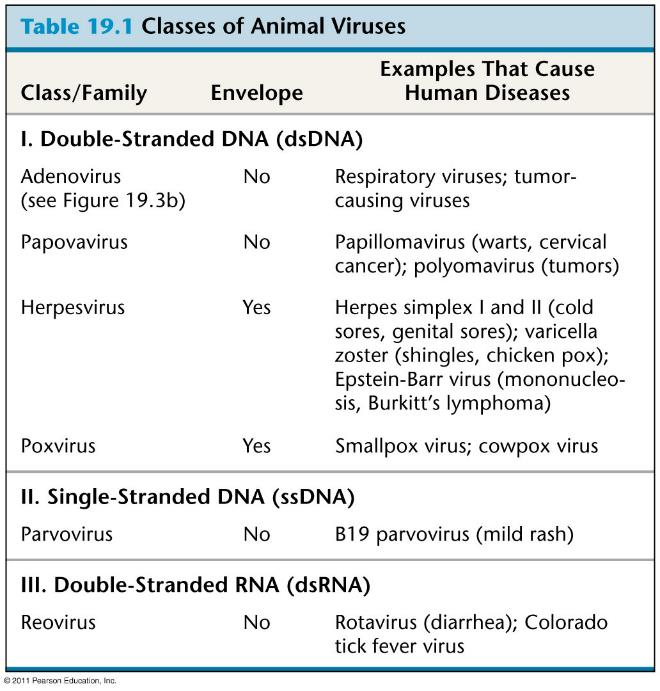 Table 19.1 Classes of Animal Viruses
Class/Family Envelope Examples That Cause Human Diseases
I. Double-Stranded DNA (dsDNA)
Adenovirus No Respiratory viruses; tumor-
(see Figure 19.3b) causing viruses
Papovavirus No Papillomavirus (warts, cervical
cancer); polyomavirus (tumors)
Herpesvirus Yes Herpes simplex I and II (cold
sores, genital sores); varicella
zoster (shingles, chicken pox);
Epstein-Barr virus (mononucleo-
sis, Burkitt's lymphoma)
Poxvirus Yes Smallpox virus; cowpox virus
II. Single-Stranded DNA (ssDNA)
Parvovirus No B19 parvovirus (mild rash)
III. Double-Stranded RNA (dsRNA)
Reovirus No Rotavirus (diarrhea); Colorado
tick fever virus
© 2011 Pearson Education, Inc.